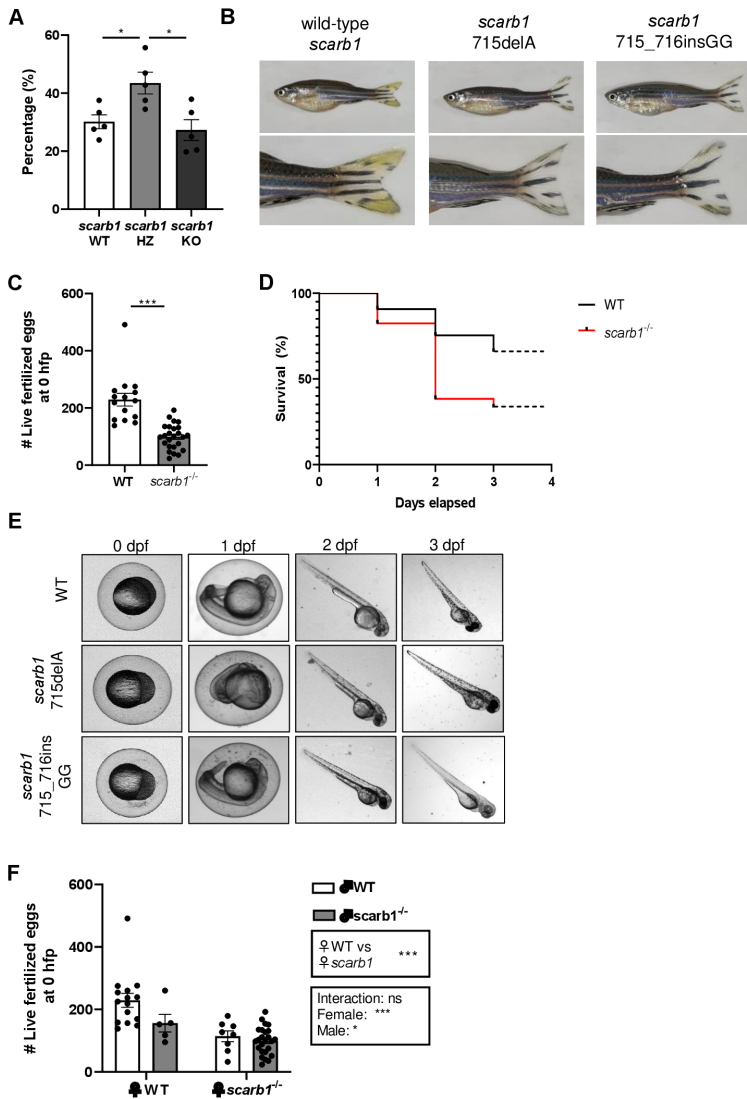 A
Percentage (%)
60
40
20
0
*
*
scarb1 WT
scarb1 HZ
scarb1 KO
B
wild-type
scarb1
scarb1
715delA
scarb1
715_716insGG
C
# Live fertilized eggs
at 0 hfp
600
400
200
0
***
WT
scarb1-/-
D
Survival (%)
100
50
0
0 1 2 3 4
Days elapsed
WT
scarb1-/-
E
0 dpf
1 dpf
2 dpf
3 dpf
WT
scarb1
715delA
scarb1
715_716ins
GG
F
# Live fertilized eggs
at 0 hfp
600
400
200
0
WT
scarb1-/-
WT
scarb1-/-
♀WT vs
♀scarb1
***
Interaction: ns
Female: ***
Male: *